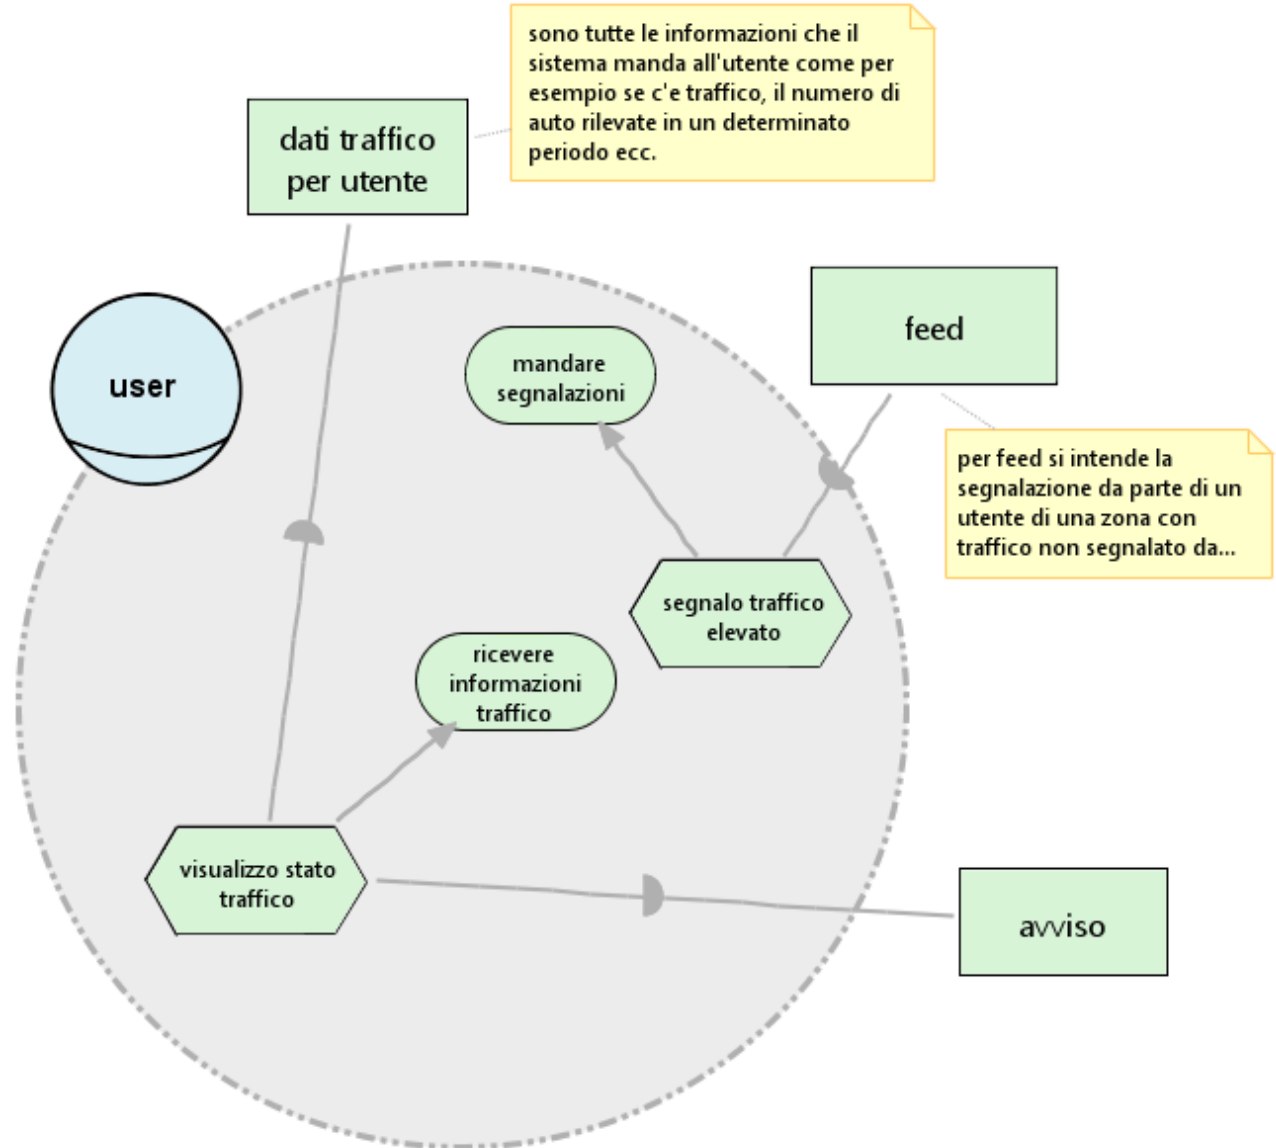 sono tutte le informazioni che il
sistema manda all'utente come per
esempio se c'e traffico, il numero di
auto rilevate in un determinato
periodo ecc.
dati traffico
per utente
user
mandare
segnalazioni
feed
per feed si intende la
segnalazione da parte di un
utente di una zona con
traffico non segnalato da...
segnalo traffico
elevato
ricevere
informazioni
traffico
visualizzo stato
traffico
avviso